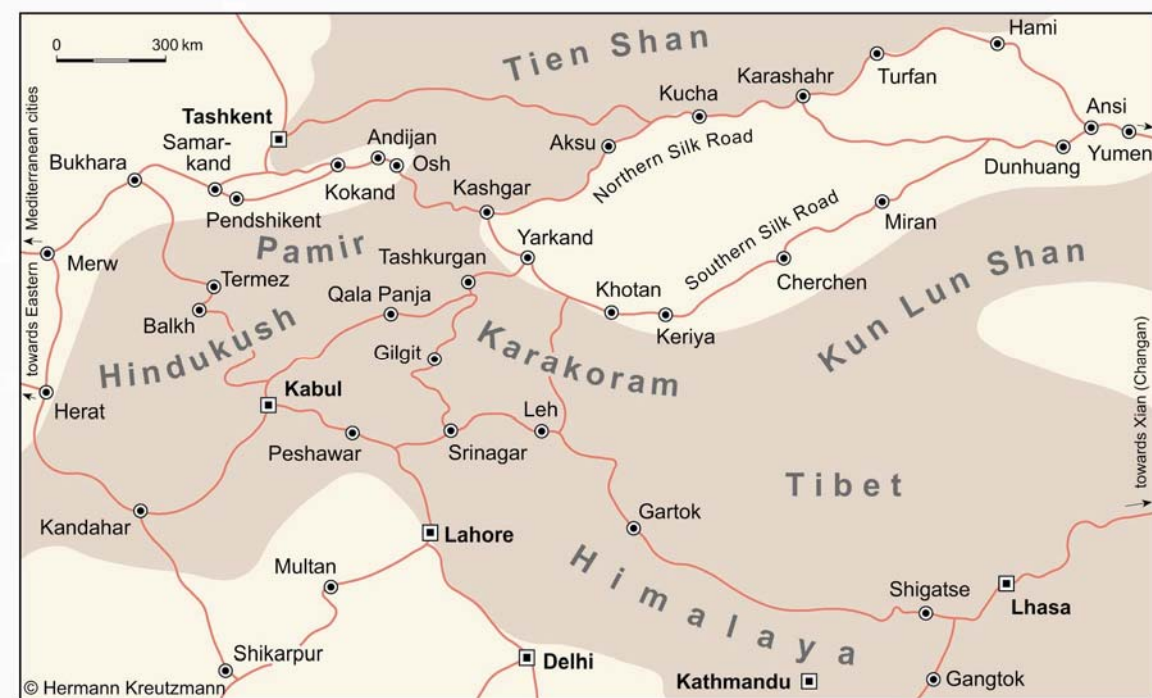 0 300 km
Tien Shan
Hami
Turfan
Karashahr
Kucha
Ansi
Yumen
Dunhuang
Tashkent
Samar-
kand
Bukhara
Andijan
Osh
Kokand
Pendshikent
Aksu
Northern Silk Road
Kashgar
Miran
Southern Silk Road
Cherchen
Yarkand
Pamir
Tashkurgan
Merw
towards Eastern Mediterranean cities
Termez
Balkh
Qala Panja
Khotan
Keriya
Kun Lun Shan
Hindukush
Gilgit
Karakoram
Kabul
Herat
Leh
Peshawar
Srinagar
Tibet
towards Xian (Changan)
Kandahar
Gartok
Lahore
Multan
Himalaya
Shigatse
Lhasa
Shikarpur
Delhi
Kathmandu
Gangtok
© Hermann Kreutzmann